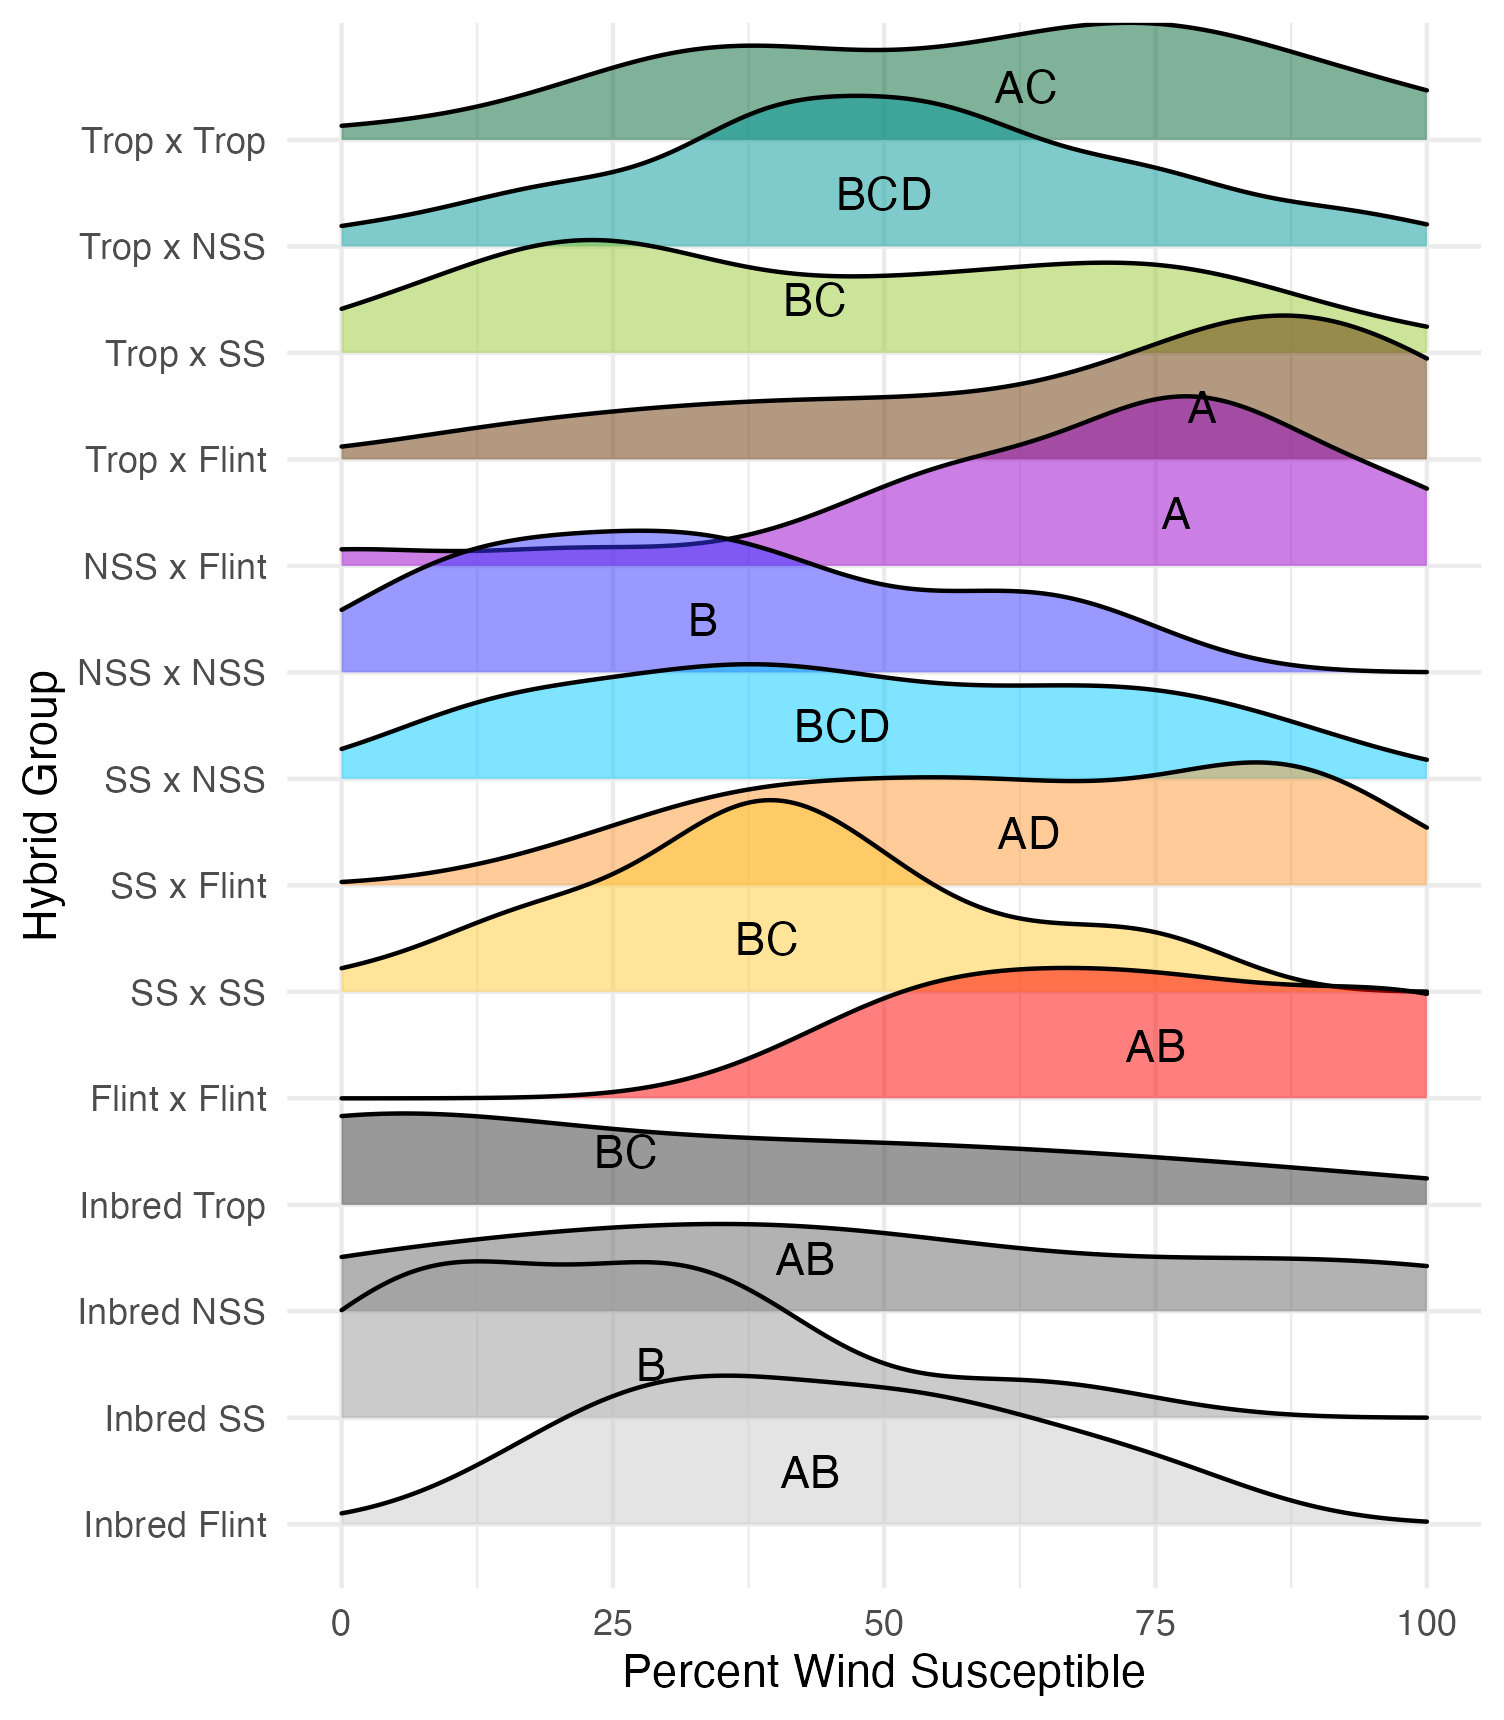 AC
Trop x Trop
BCD
Trop x NSS
BC
Trop x SS
A
Trop x Flint
A
NSS x Flint
B
NSS x NSS
BCD
SS x NSS
AD
SS x Flint
BC
SS x SS
AB
Flint x Flint
BC
Inbred Trop
AB
Inbred NSS
B
Inbred SS
AB
Inbred Flint
Hybrid Group
0 25 50 75 100
Percent Wind Susceptible